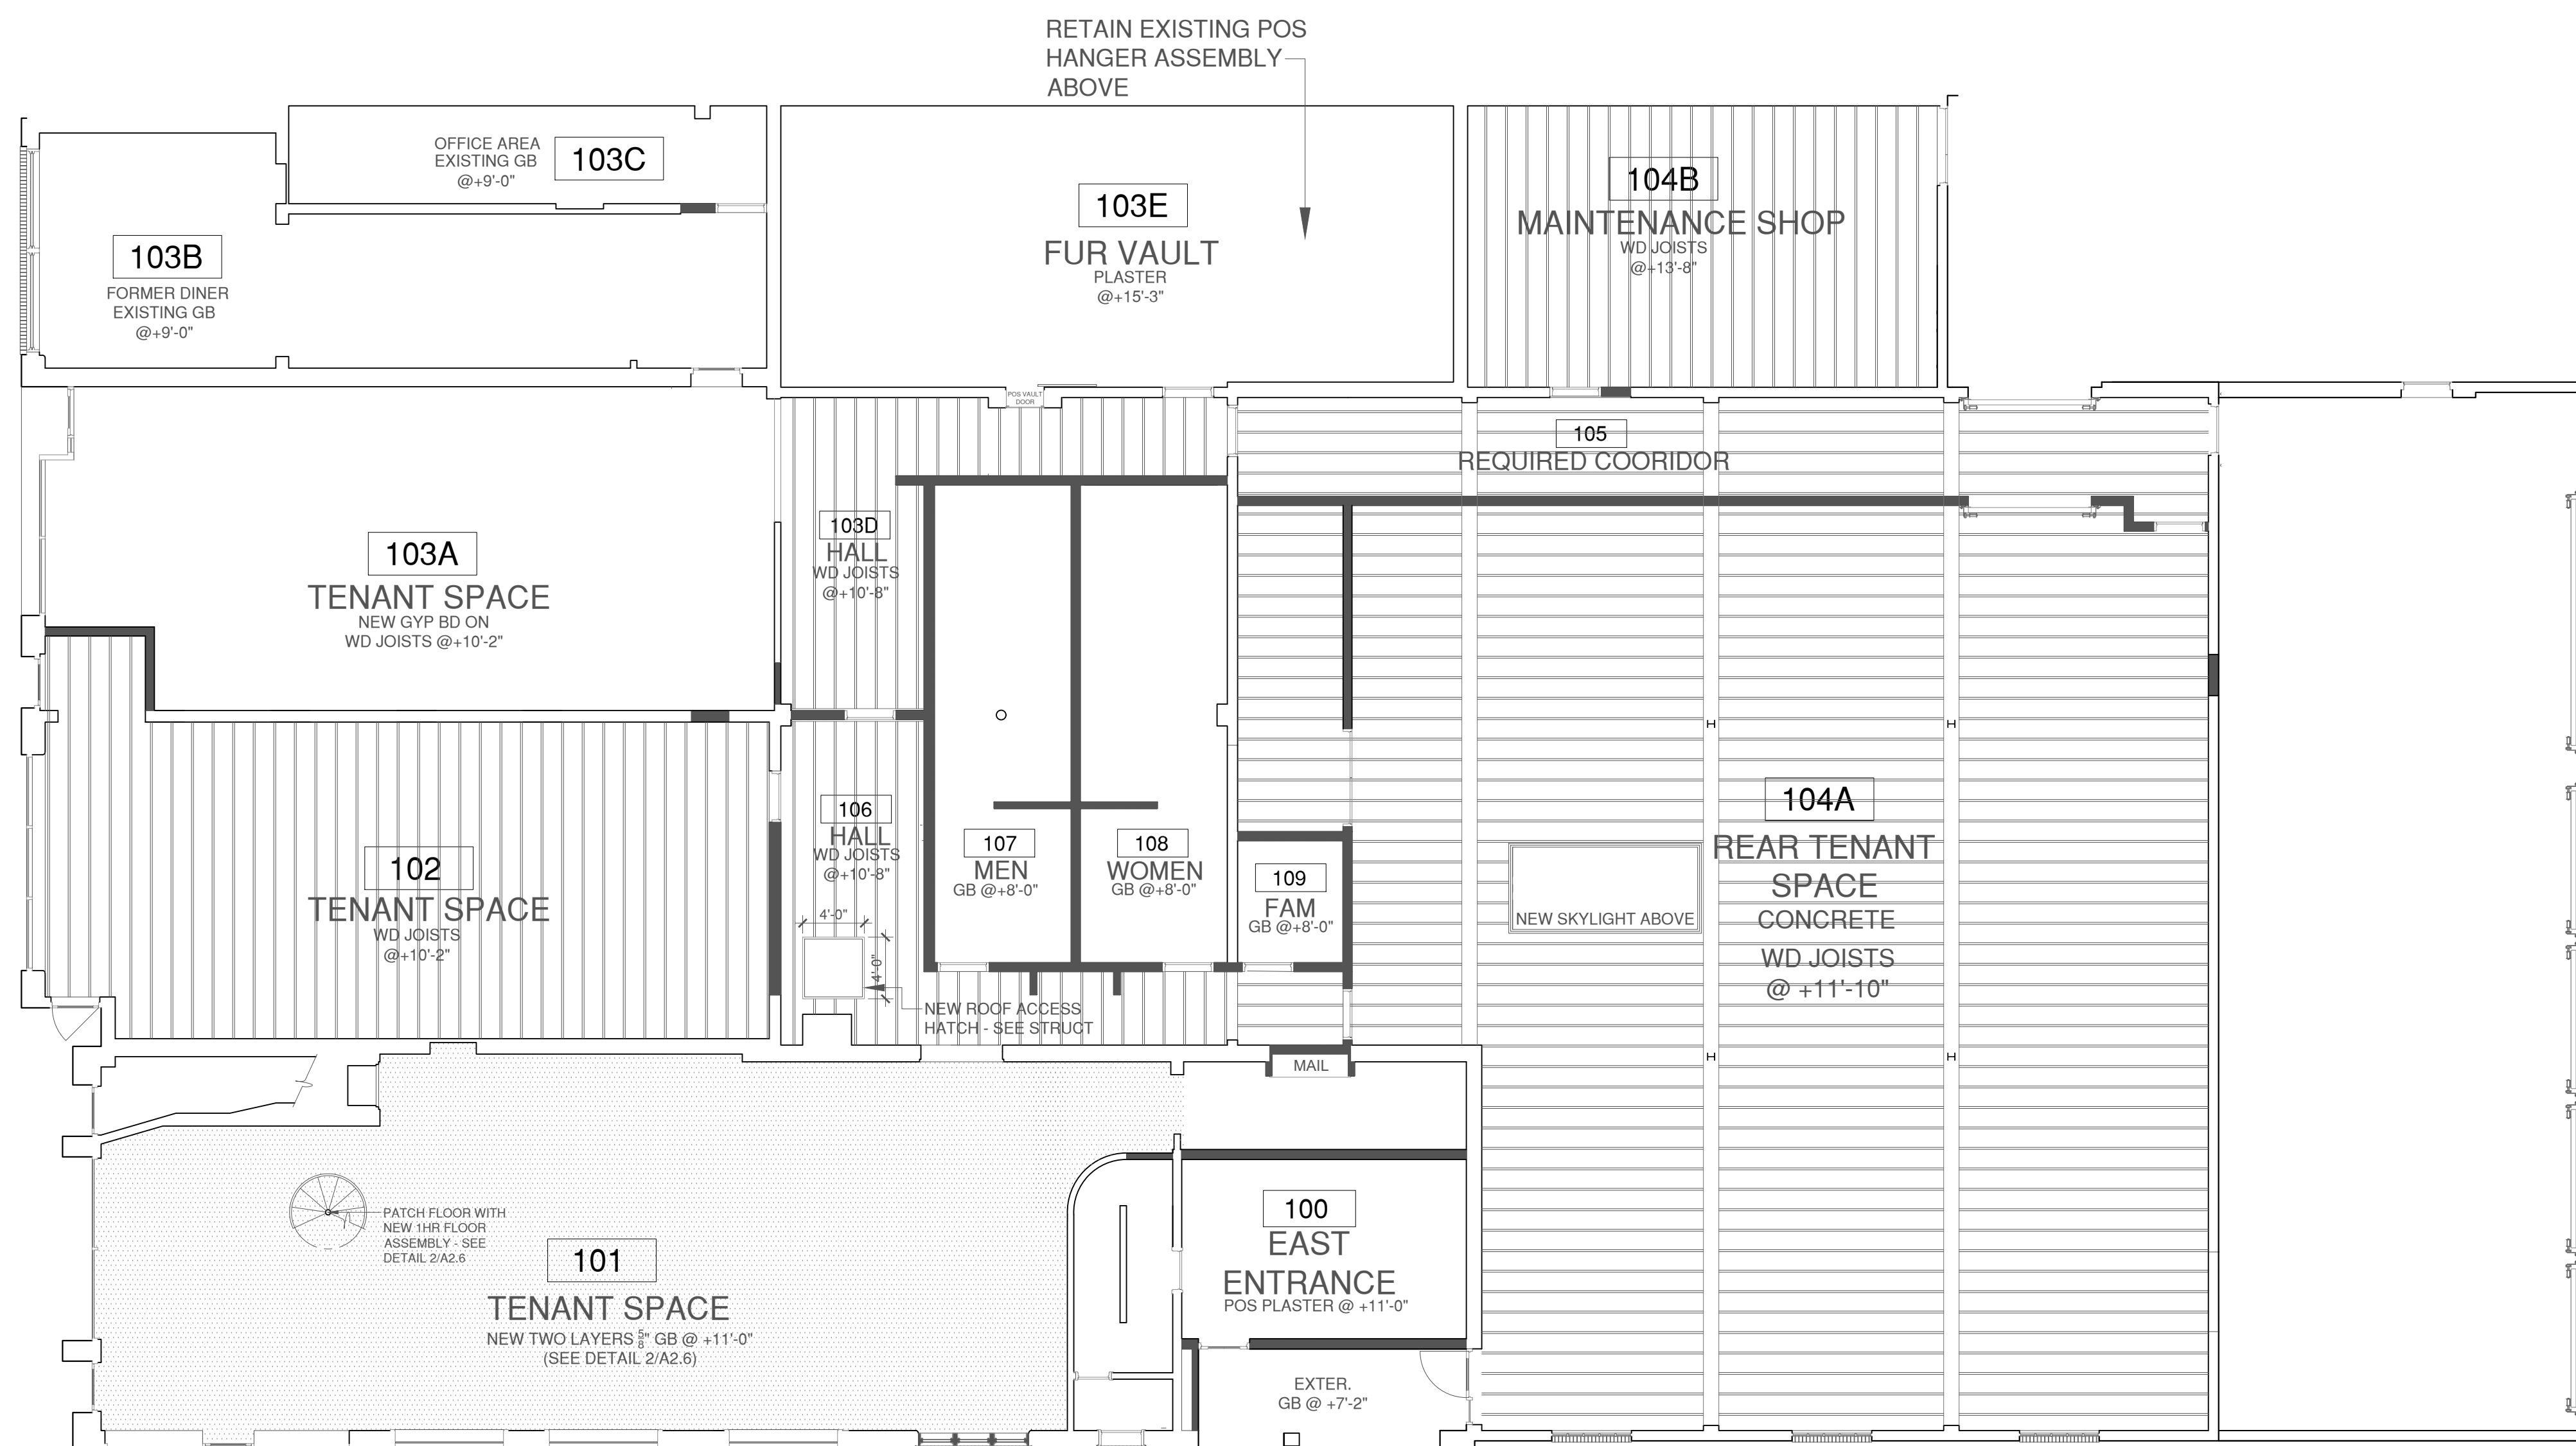 RETAIN EXISTING POS
HANGER ASSEMBLY
ABOVE
OFFICE AREA
EXISTING GB
@+9'-0"
103C
103B
FORMER DINER
EXISTING GB
@+9'-0"
103E
FUR VAULT
PLASTER
@+15'-3"
104B
MAINTENANCE SHOP
WD JOISTS
@+13'-8"
POS VAULT
DOOR
105
REQUIRED COORIDOR
103A
TENANT SPACE
NEW GYP BD ON
WD JOISTS @+10'-2"
103D
HALL
WD JOISTS
@+10'-8"
102
TENANT SPACE
WD JOISTS
@+10'-2"
106
HALL
WD JOISTS
@+10'-8"
4'-0"
4'-0"
NEW ROOF ACCESS
HATCH - SEE STRUCT
107
MEN
GB @+8'-0"
108
WOMEN
GB @+8'-0"
109
FAM
GB @+8'-0"
NEW SKYLIGHT ABOVE
104A
REAR TENANT
SPACE
CONCRETE
WD JOISTS
@ +11'-10"
MAIL
PATCH FLOOR WITH
NEW 1HR FLOOR
ASSEMBLY - SEE
DETAIL 2/A2.6
101
TENANT SPACE
NEW TWO LAYERS 5/8" GB @ +11'-0"
(SEE DETAIL 2/A2.6)
100
EAST
ENTRANCE
POS PLASTER @ +11'-0"
EXTER.
GB @ +7'-2"